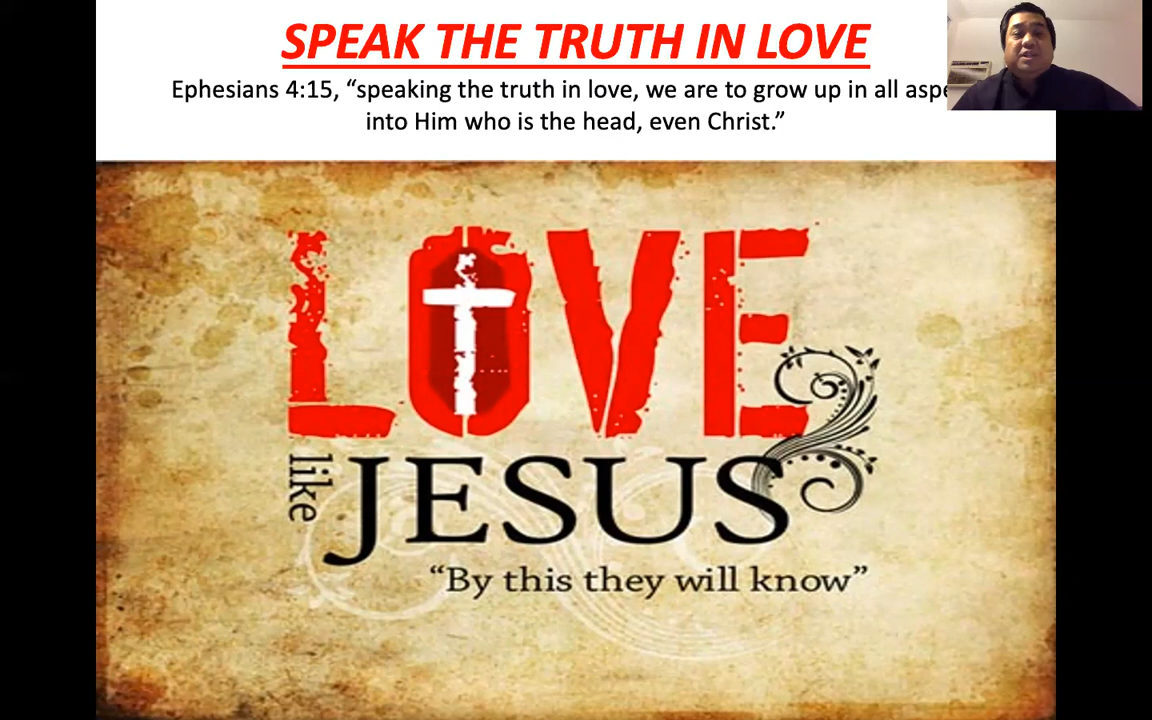 SPEAK THE TRUTH IN LOVE
Ephesians 4:15, “speaking the truth in love, we are to grow up in all
into Him who is the head, even Christ.”
LOVE
like
JESUS
“By this they will know”